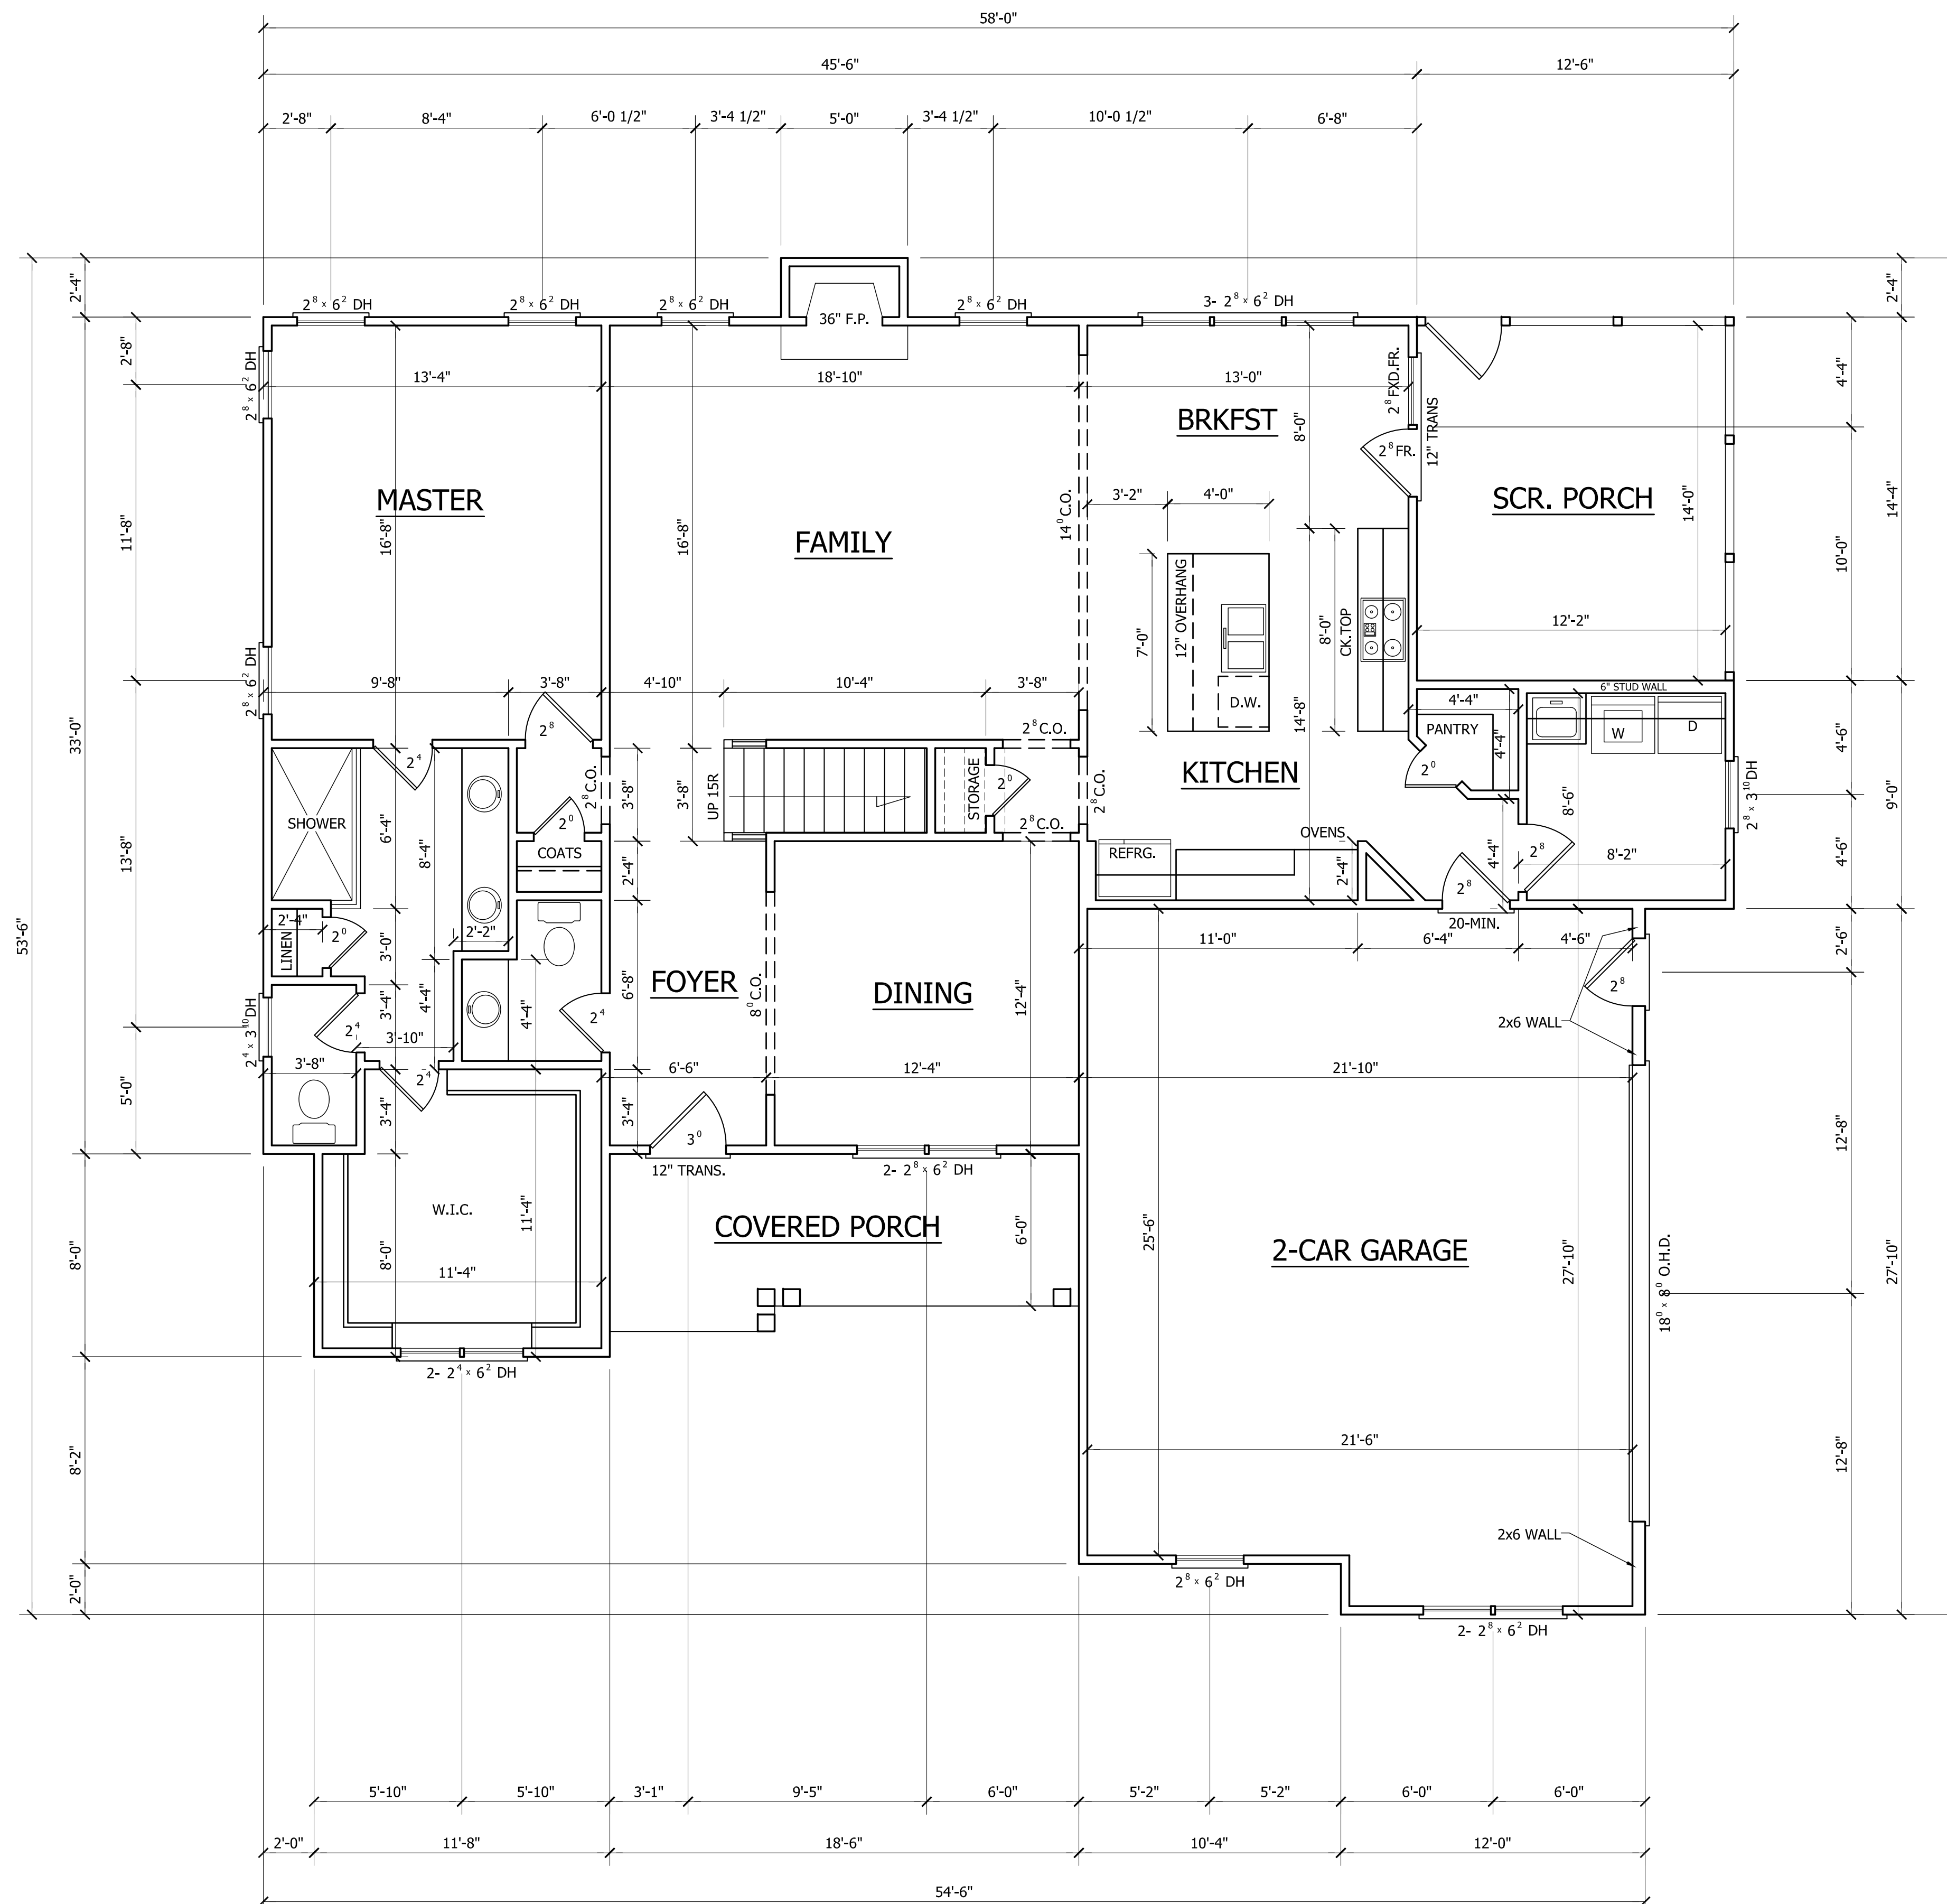 58'-0"
45'-6" 12'-6"
2'-8" 8'-4" 6'-0 1/2" 3'-4 1/2" 5'-0" 3'-4 1/2" 10'-0 1/2" 6'-8"
2'-4" 2'-4"
2⁸ x 6² DH 2⁸ x 6² DH 2⁸ x 6² DH 2⁸ x 6² DH 3- 2⁸ x 6² DH
36" F.P.
2'-8" 2⁸ x 6² DH 2⁸ FXD.FR. 4'-4"
13'-4" 18'-10" 13'-0"
BRKFST
8'-0" 12" TRANS
2⁸ FR.
MASTER 14⁰ C.O. 3'-2" 4'-0" SCR. PORCH 14'-0" 14'-4"
11'-8" 16'-8" 16'-8" FAMILY 10'-0"
12" OVERHANG
12'-2"
7'-0" 8'-0" CK.TOP
53'-6" 33'-0" 2⁸ x 6² DH
9'-8" 3'-8" 4'-10" 10'-4" 3'-8"
6" STUD WALL
4'-4"
D.W. 14'-8" PANTRY W D 4'-6"
2⁸ 2⁸ C.O. 4'-4"
2⁴ 2⁰
2⁸ C.O. 3'-8" 3'-8" UP 15R STORAGE 2⁰ 2⁸ C.O. KITCHEN 8'-6" 2⁸ x 3¹⁰ DH 9'-0"
SHOWER 6'-4" 2⁰ 2⁸ C.O. OVENS
13'-8" 8'-4" COATS 2'-4" REFRG. 2'-4" 4'-4" 2⁸ 8'-2" 4'-6"
2⁸
2'-4" 20-MIN.
LINEN 2⁰ 3'-0" 2'-2" 11'-0" 6'-4" 4'-6" 2'-6"
FOYER 6'-8" 8⁰ C.O. DINING 12'-4" 2⁸
2⁴ x 3¹⁰ DH 2⁴ 3'-4" 4'-4" 4'-4" 2⁴ 2x6 WALL
3'-10"
3'-8" 2⁴ 6'-6" 12'-4" 21'-10"
5'-0" 3'-4" 3'-4" 12'-8"
3⁰
12" TRANS. 2- 2⁸ x 6² DH
W.I.C. 11'-4" COVERED PORCH 6'-0" 25'-6" 2-CAR GARAGE 27'-10" 18⁰ x 8⁰ O.H.D. 27'-10"
8'-0" 8'-0"
11'-4"
2- 2⁴ x 6² DH
8'-2" 21'-6" 12'-8"
2x6 WALL
2'-0" 2⁸ x 6² DH
2- 2⁸ x 6² DH
5'-10" 5'-10" 3'-1" 9'-5" 6'-0" 5'-2" 5'-2" 6'-0" 6'-0"
2'-0" 11'-8" 18'-6" 10'-4" 12'-0"
54'-6"